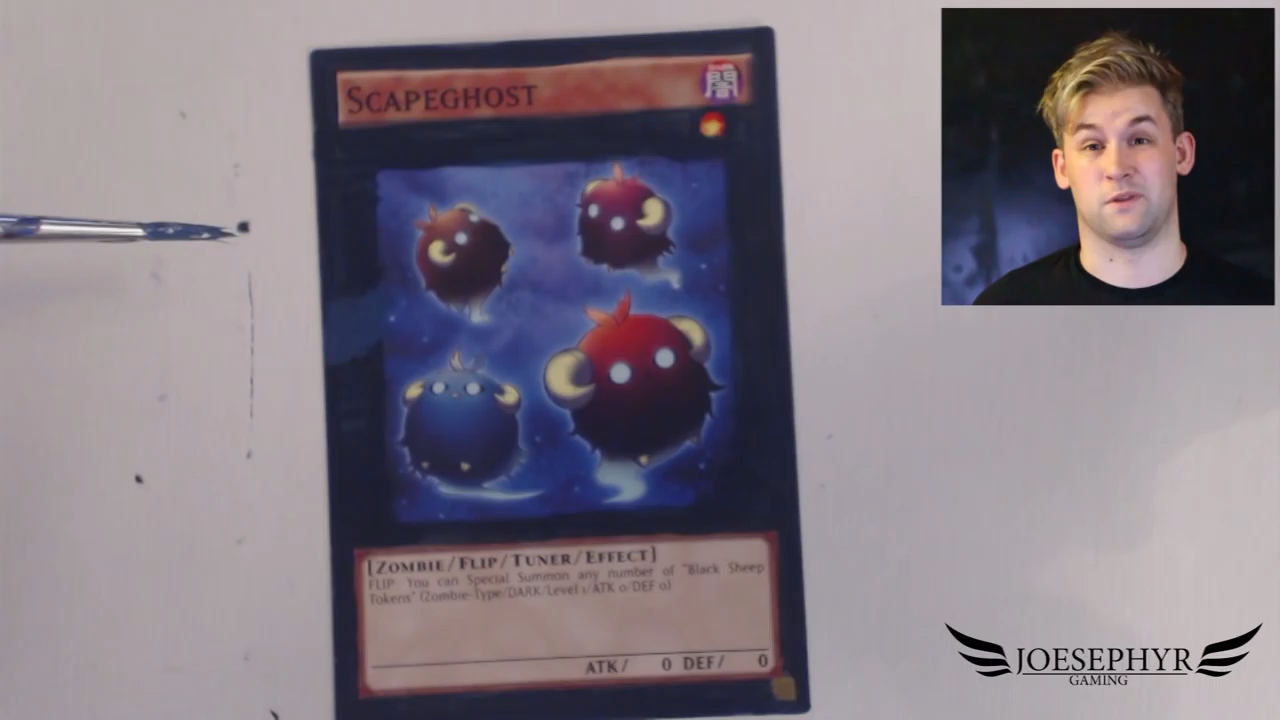 SCAPEGHOST
闇
[ZOMBIE/FLIP/TUNER/EFFECT]
FLIP You can Special Summon any number of "Black Sheep
Tokens" (Zombie-Type/DARK/Level 1/ATK 0/DEF 0)
ATK/ 0 DEF/ 0
JOESEPHYR
GAMING